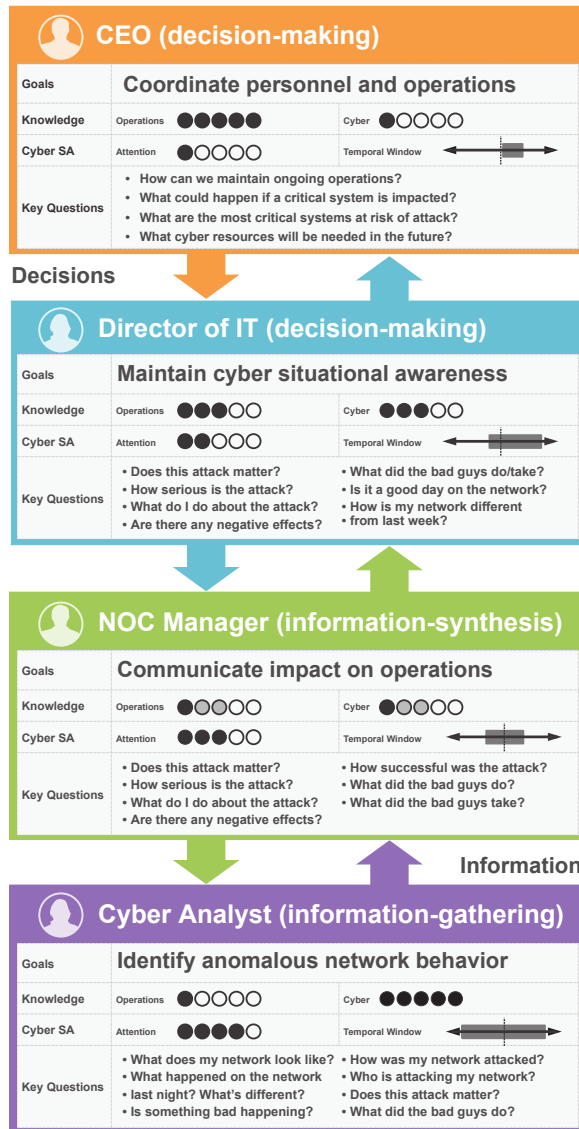 CEO (decision-making)
Goals
Coordinate personnel and operations
Knowledge
Operations
Cyber
Cyber SA
Attention
Temporal Window
Key Questions
• How can we maintain ongoing operations?
• What could happen if a critical system is impacted?
• What are the most critical systems at risk of attack?
• What cyber resources will be needed in the future?
Decisions
Director of IT (decision-making)
Goals
Maintain cyber situational awareness
Knowledge
Operations
Cyber
Cyber SA
Attention
Temporal Window
Key Questions
• Does this attack matter?
• How serious is the attack?
• What do I do about the attack?
• Are there any negative effects?
• What did the bad guys do/take?
• Is it a good day on the network?
• How is my network different
• from last week?
NOC Manager (information-synthesis)
Goals
Communicate impact on operations
Knowledge
Operations
Cyber
Cyber SA
Attention
Temporal Window
Key Questions
• Does this attack matter?
• How serious is the attack?
• What do I do about the attack?
• Are there any negative effects?
• How successful was the attack?
• What did the bad guys do?
• What did the bad guys take?
Information
Cyber Analyst (information-gathering)
Goals
Identify anomalous network behavior
Knowledge
Operations
Cyber
Cyber SA
Attention
Temporal Window
Key Questions
• What does my network look like?
• What happened on the network
• last night? What's different?
• Is something bad happening?
• How was my network attacked?
• Who is attacking my network?
• Does this attack matter?
• What did the bad guys do?